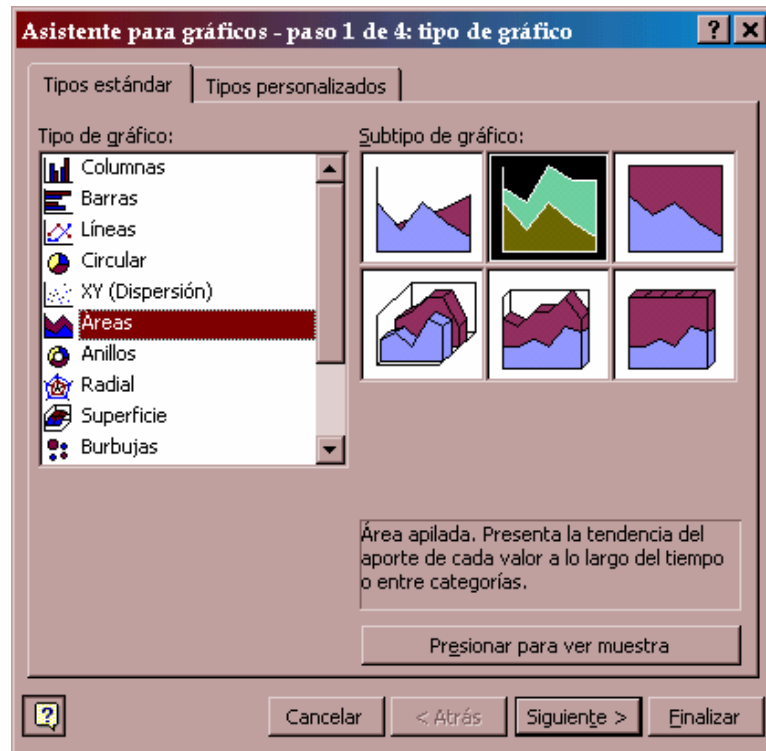 Asistente para gráficos - paso 1 de 4: tipo de gráfico
Tipos estándar
Tipos personalizados
Tipo de gráfico:
Columnas
Barras
Líneas
Circular
XY (Dispersión)
Áreas
Anillos
Radial
Superficie
Burbujas
Subtipo de gráfico:
Área apilada. Presenta la tendencia del
aporte de cada valor a lo largo del tiempo
o entre categorías.
Presionar para ver muestra
Cancelar
< Atrás
Siguiente >
Finalizar